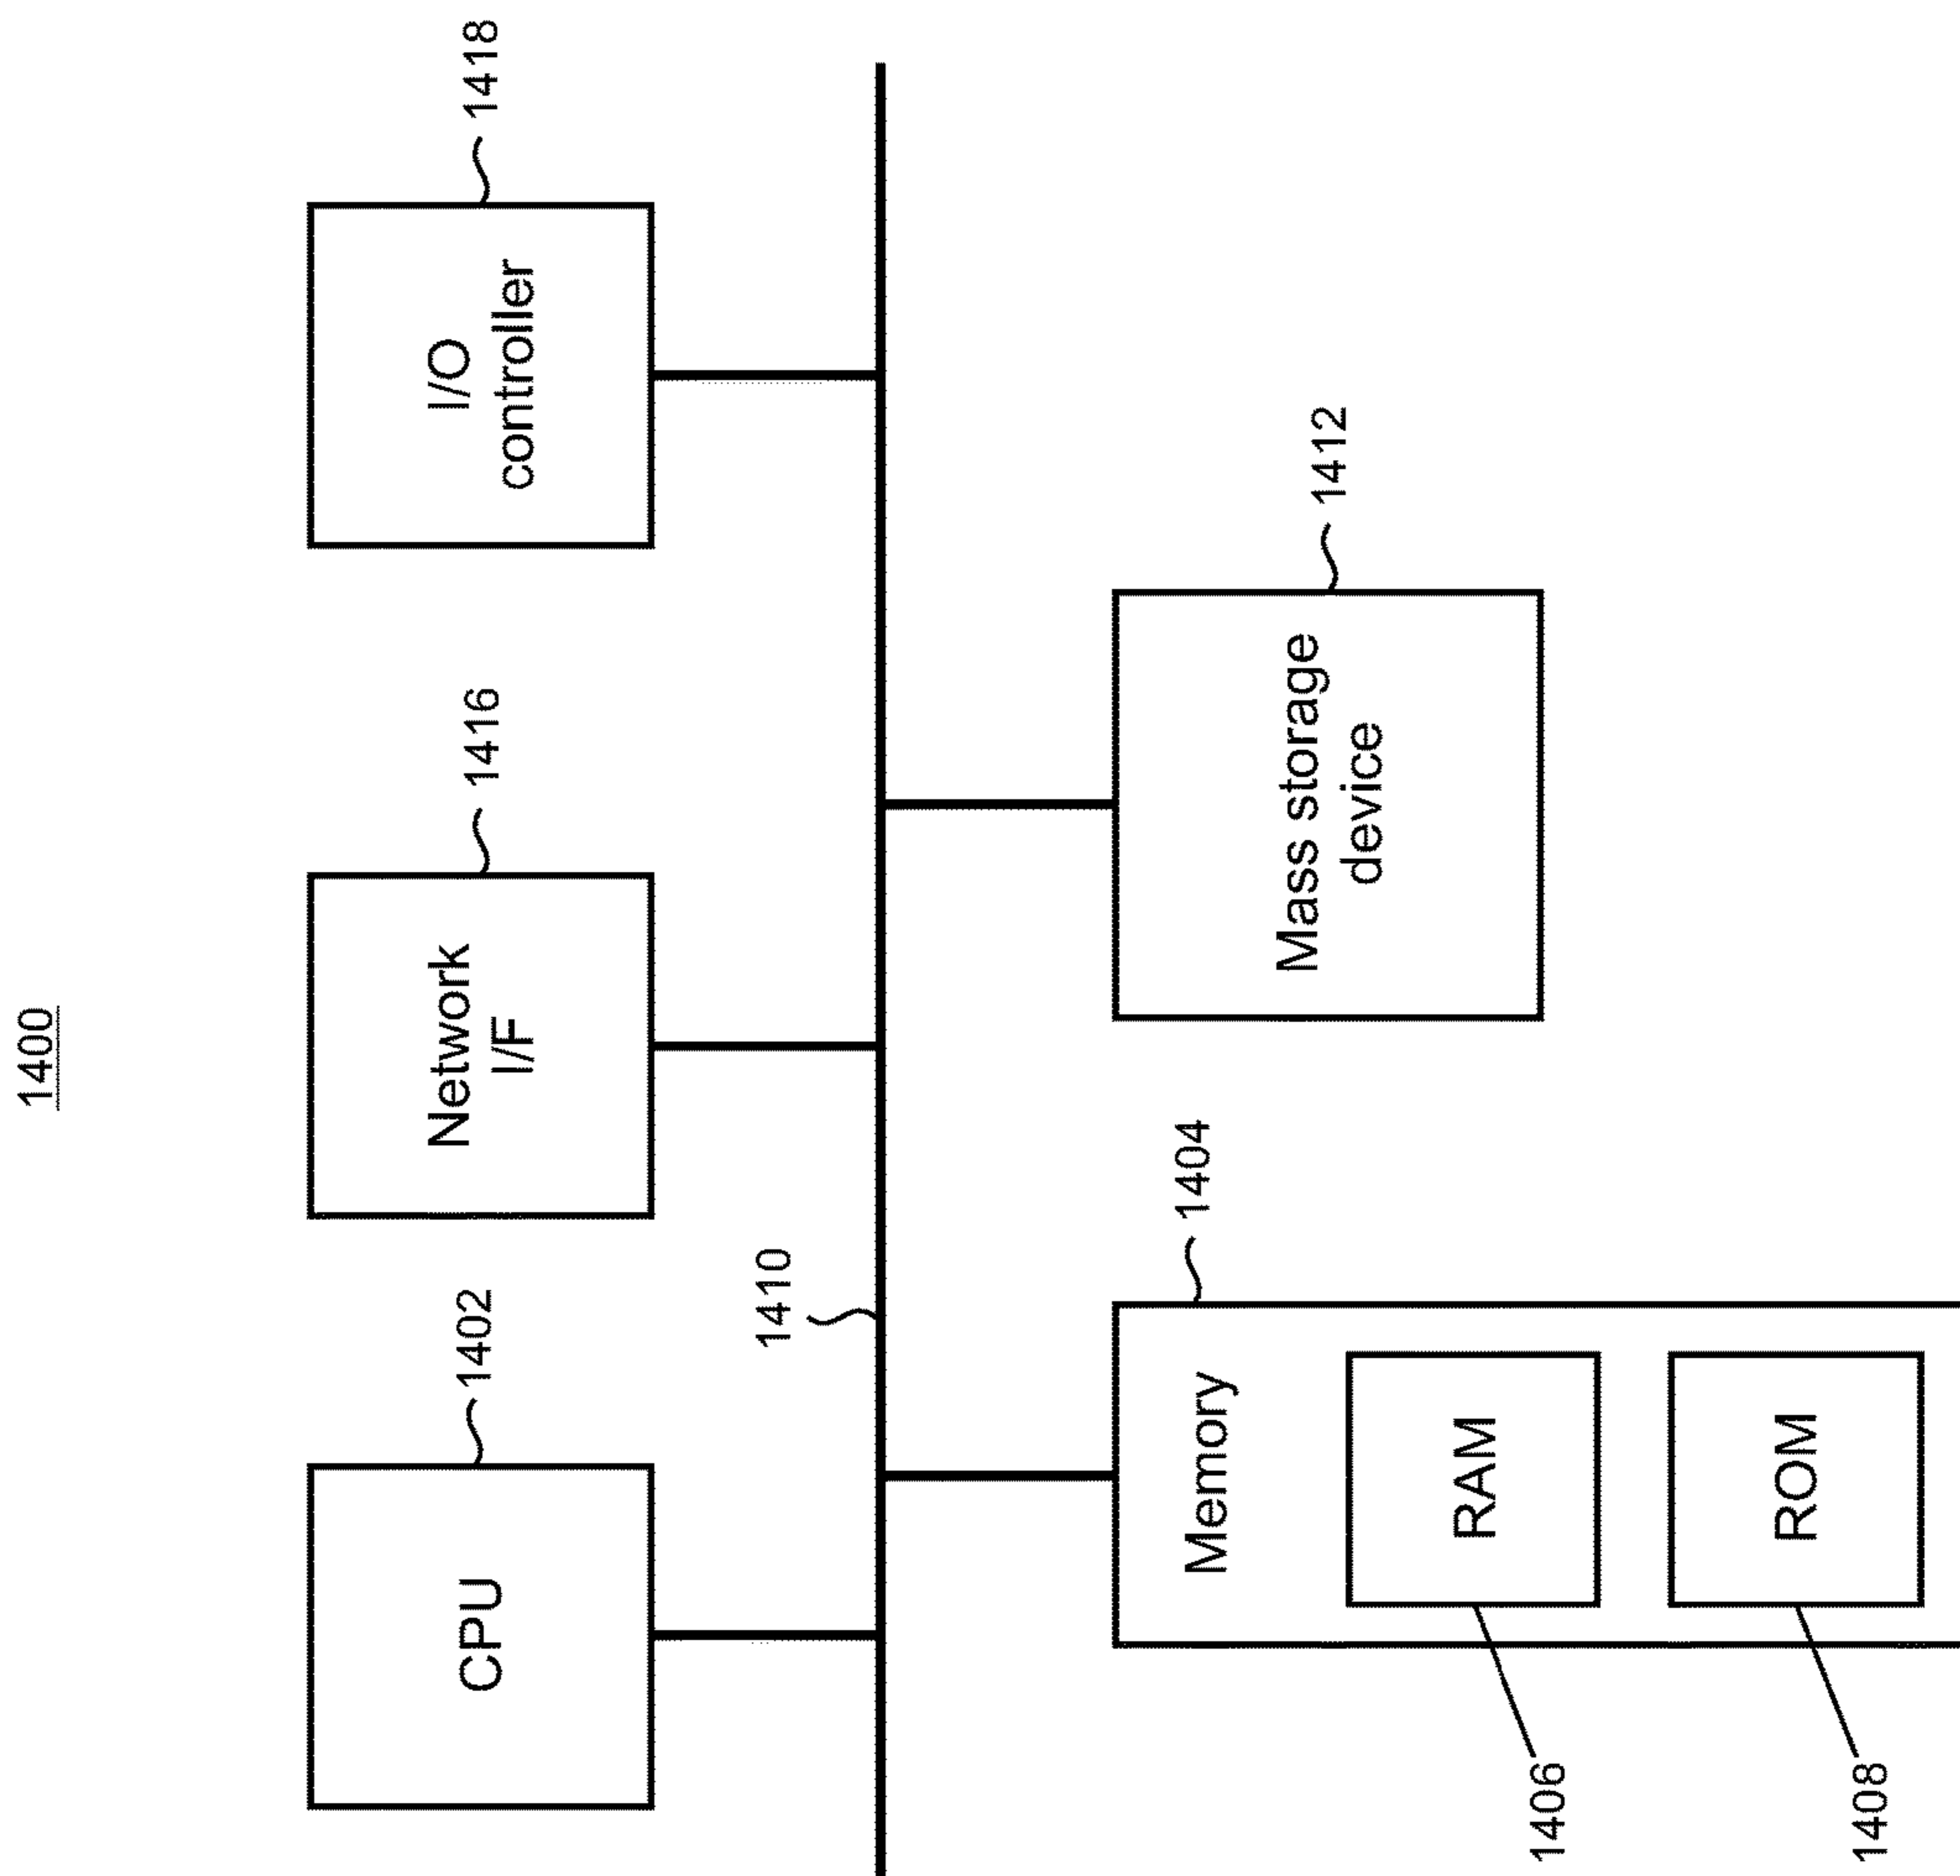 1400
CPU
1402
Network
I/F
1416
I/O
controller
1418
1410
Memory
1404
RAM
1406
ROM
1408
Mass storage
device
1412